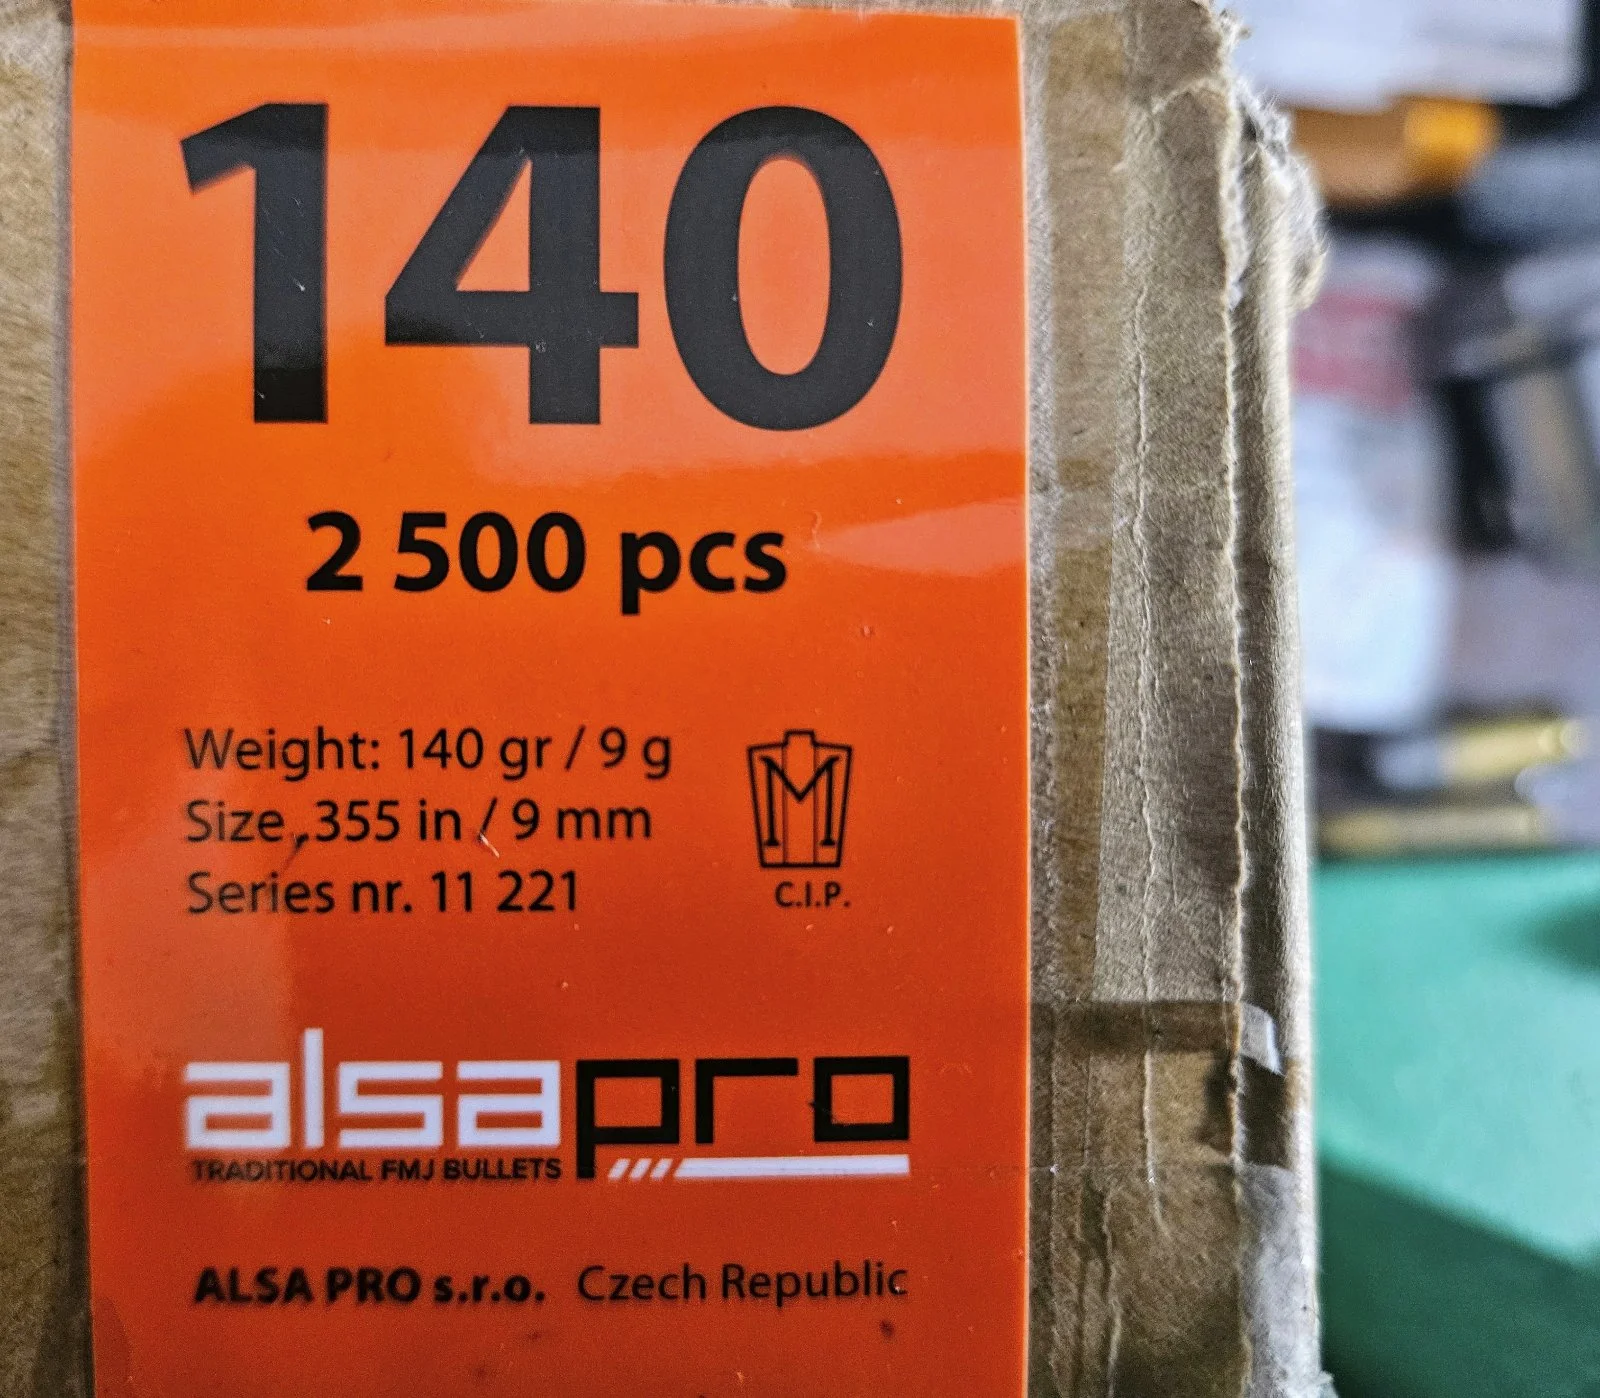 140
2 500 pcs
Weight: 140 gr / 9 g
Size .355 in / 9 mm
Series nr. 11 221
C.I.P.
alsapro
TRADITIONAL FMJ BULLETS
ALSA PRO s.r.o. Czech Republic